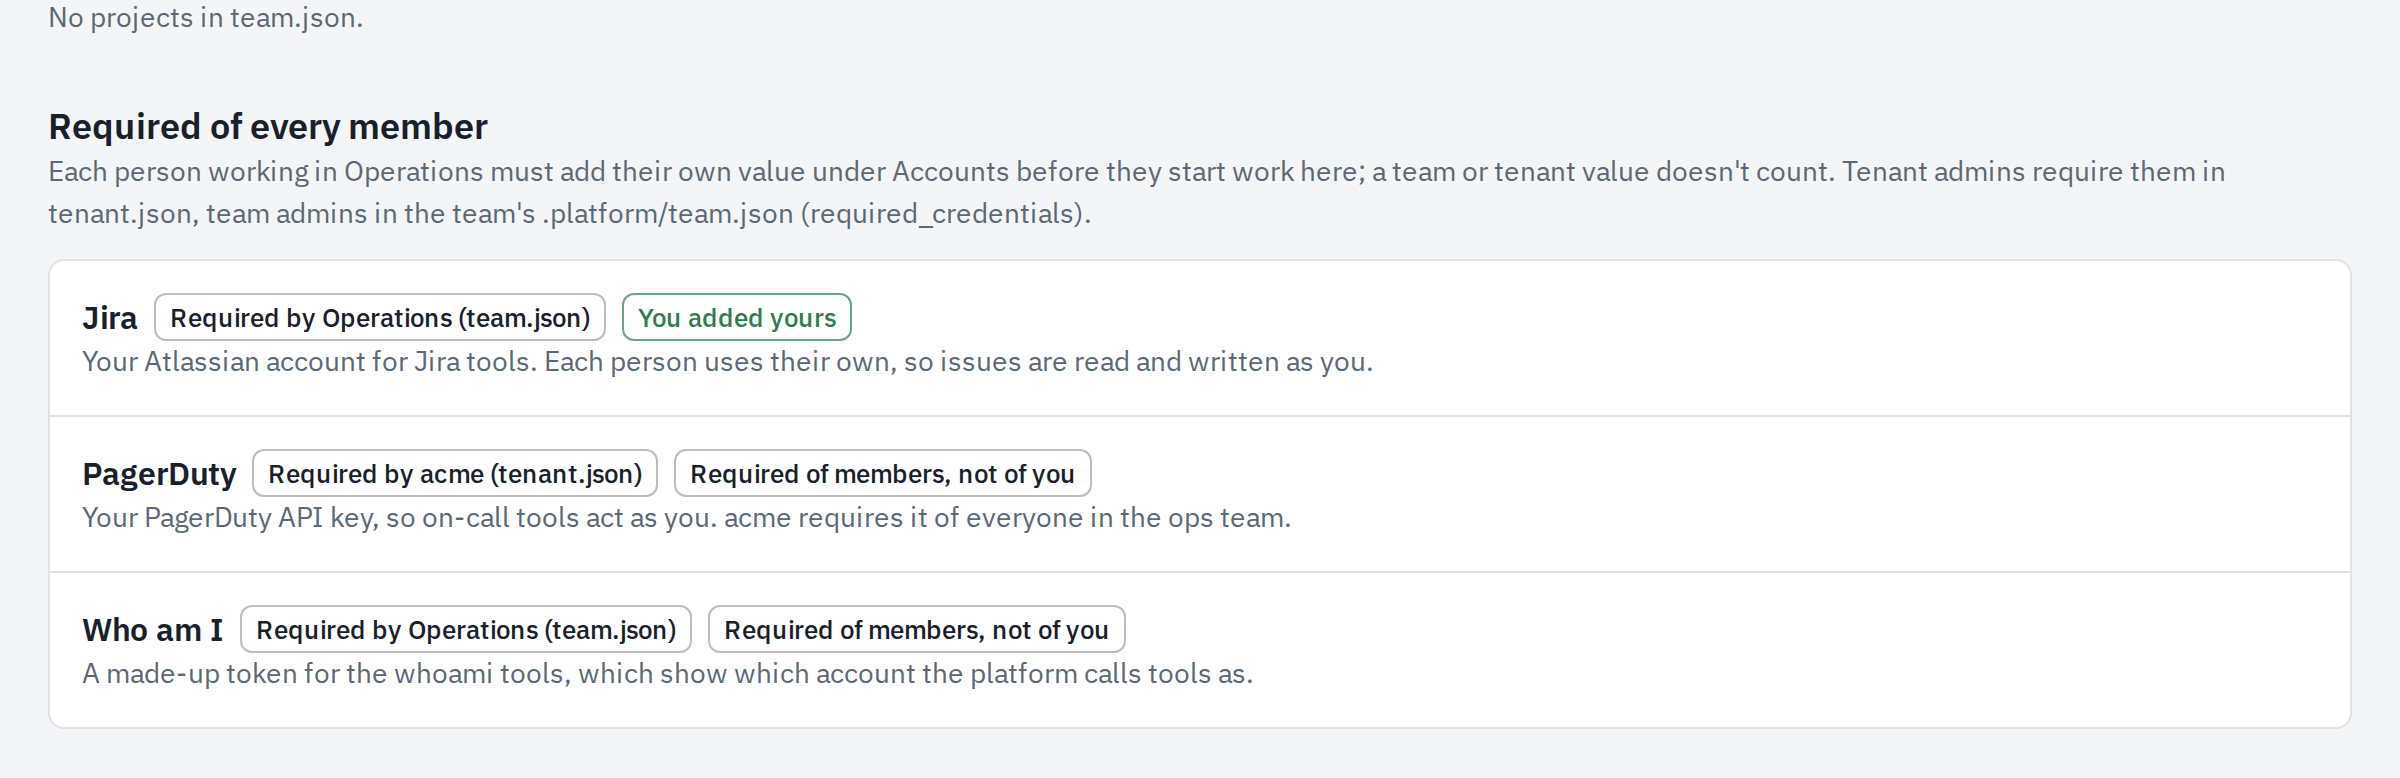 No projects in team.json.
Required of every member
Each person working in Operations must add their own value under Accounts before they start work here; a team or tenant value doesn't count. Tenant admins require them in
tenant.json, team admins in the team's .platform/team.json (required_credentials).
Jira Required by Operations (team.json) You added yours
Your Atlassian account for Jira tools. Each person uses their own, so issues are read and written as you.
PagerDuty Required by acme (tenant.json) Required of members, not of you
Your PagerDuty API key, so on-call tools act as you. acme requires it of everyone in the ops team.
Who am I Required by Operations (team.json) Required of members, not of you
A made-up token for the whoami tools, which show which account the platform calls tools as.